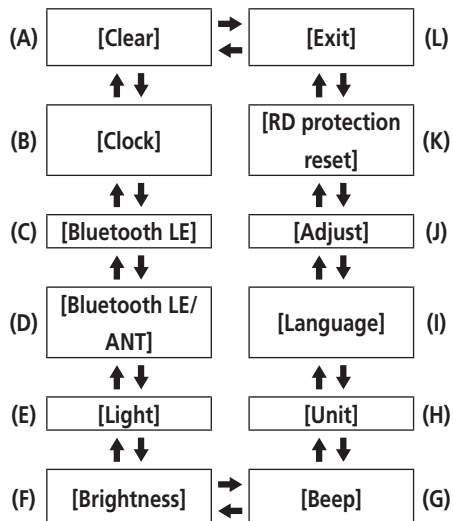 (A) [Clear] [Exit] (L)
(B) [Clock] [RD protection
reset] (K)
(C) [Bluetooth LE] [Adjust] (J)
(D) [Bluetooth LE/
ANT] [Language] (I)
(E) [Light] [Unit] (H)
(F) [Brightness] [Beep] (G)